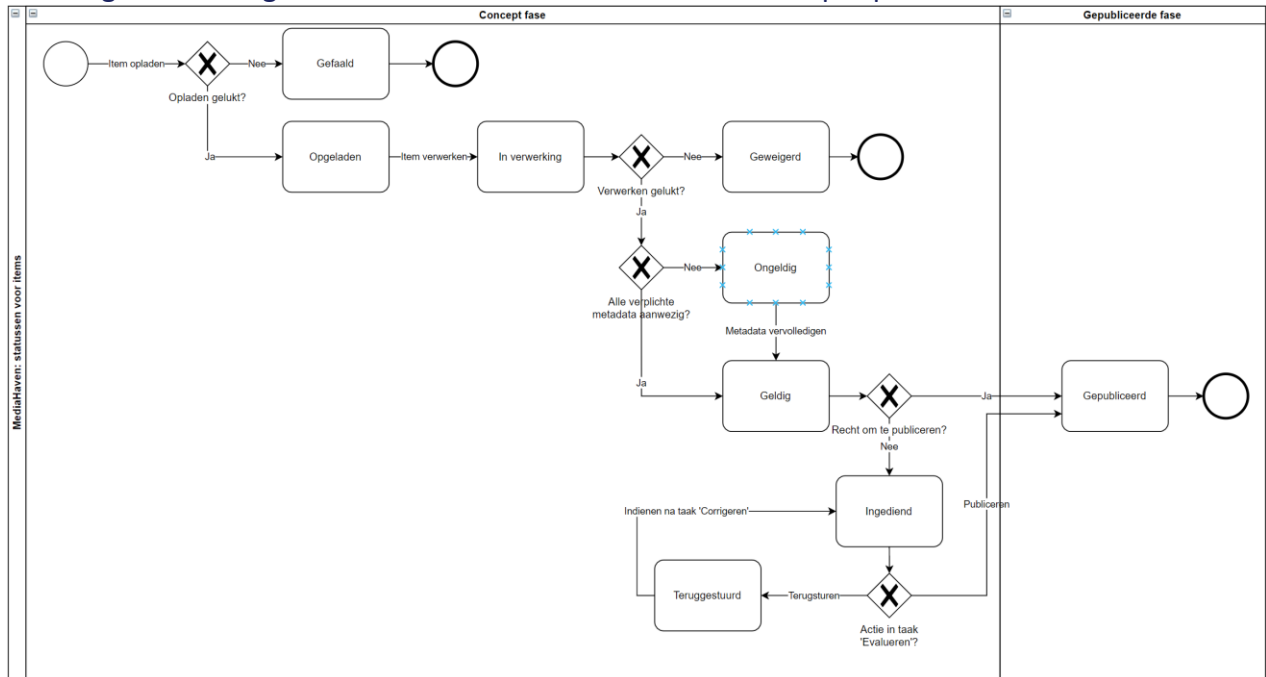 Concept fase
Gepubliceerde fase
MediaHaven: statussen voor items
Item opladen
Nee
Gefaald
Opladen gelukt?
Ja
Opgeladen
Item verwerken
In verwerking
Nee
Geweigerd
Verwerken gelukt?
Ja
Nee
Ongeldig
Alle verplichte
metadata aanwezig?
Metadata vervolledigen
Ja
Geldig
Ja
Gepubliceerd
Recht om te publiceren?
Nee
Indienen na taak 'Corrigeren'
Ingediend
Publiceren
Teruggestuurd
Terugsturen
Actie in taak
'Evalueren'?